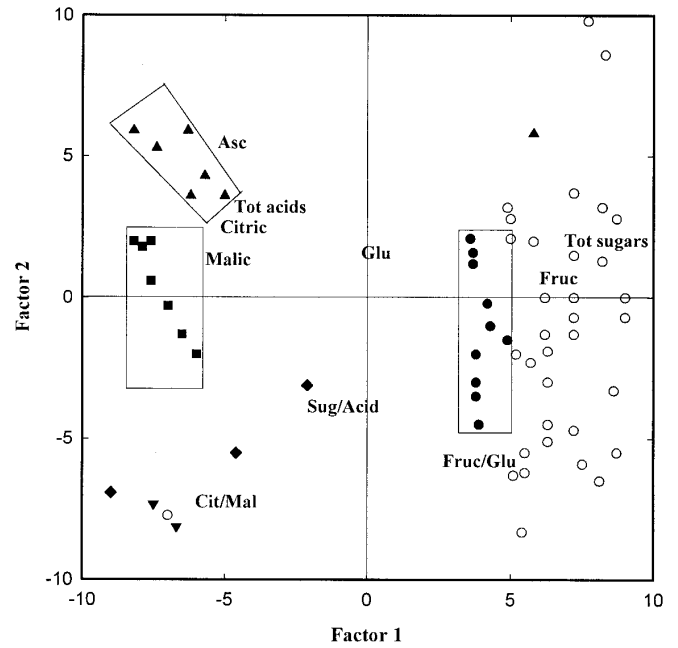 10
5
0
-5
-10
Factor 2
Asc
Tot acids
Citric
Malic
Glu
Tot sugars
Fruc
Sug/Acid
Fruc/Glu
Cit/Mal
-10
-5
0
5
10
Factor 1